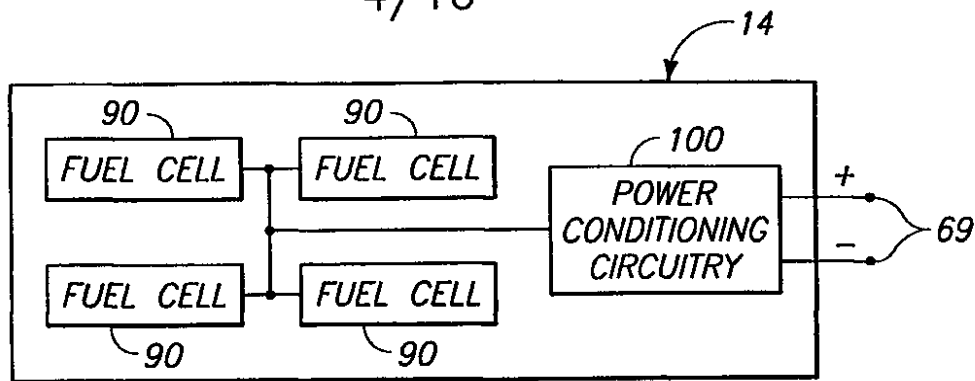 14
90 90
FUEL CELL FUEL CELL
100
POWER
CONDITIONING
CIRCUITRY
+
-
69
FUEL CELL FUEL CELL
90 90